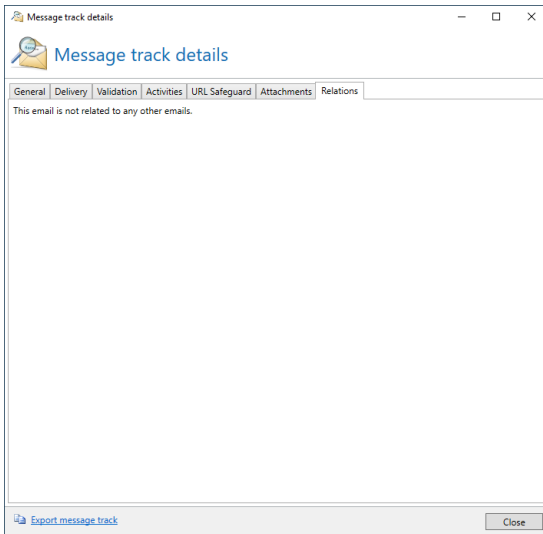 Message track details
Message track details
General Delivery Validation Activities URL Safeguard Attachments Relations
This email is not related to any other emails.
Export message track
Close